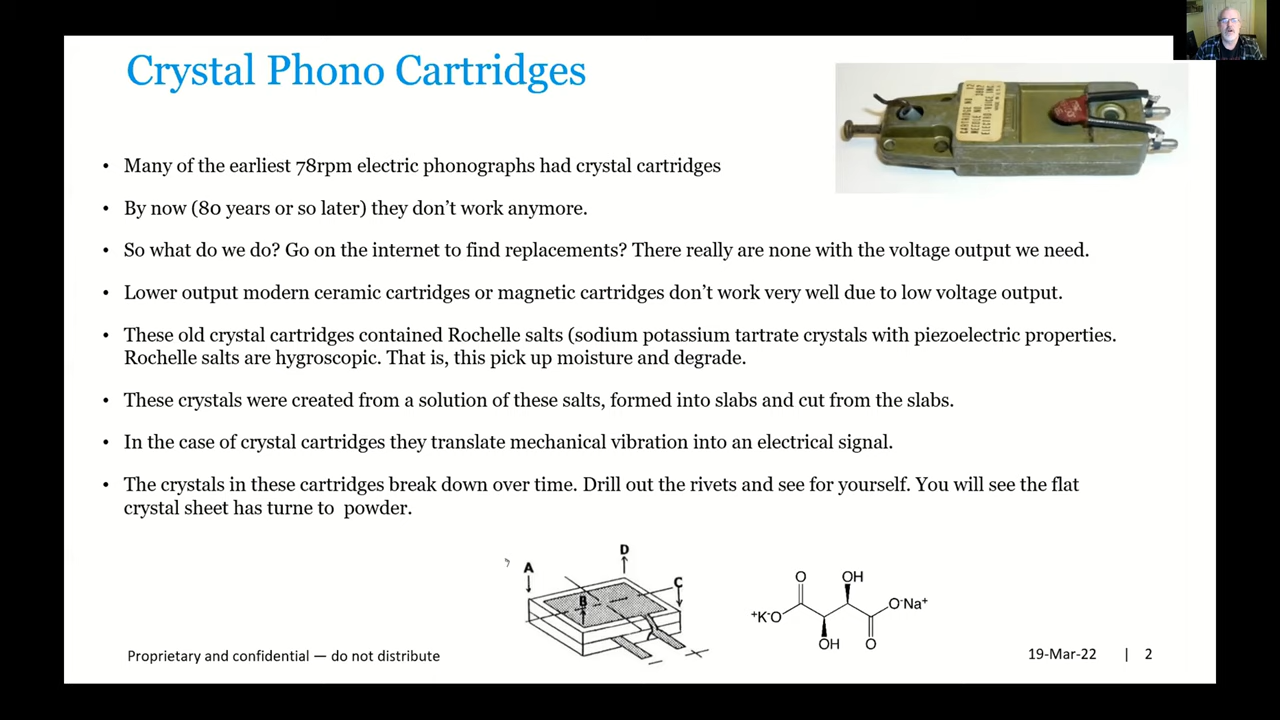 Crystal Phono Cartridges
CARTRIDGE NO
NEEDLE NO
ELECTRO-VOICE INC.
• Many of the earliest 78rpm electric phonographs had crystal cartridges
• By now (80 years or so later) they don’t work anymore.
• So what do we do? Go on the internet to find replacements? There really are none with the voltage output we need.
• Lower output modern ceramic cartridges or magnetic cartridges don’t work very well due to low voltage output.
• These old crystal cartridges contained Rochelle salts (sodium potassium tartrate crystals with piezoelectric properties.
Rochelle salts are hygroscopic. That is, this pick up moisture and degrade.
• These crystals were created from a solution of these salts, formed into slabs and cut from the slabs.
• In the case of crystal cartridges they translate mechanical vibration into an electrical signal.
• The crystals in these cartridges break down over time. Drill out the rivets and see for yourself. You will see the flat
crystal sheet has turne to powder.
D
A
C
B
O
OH
⁺K⁻O
O⁻Na⁺
OH
O
Proprietary and confidential — do not distribute
19-Mar-22 | 2